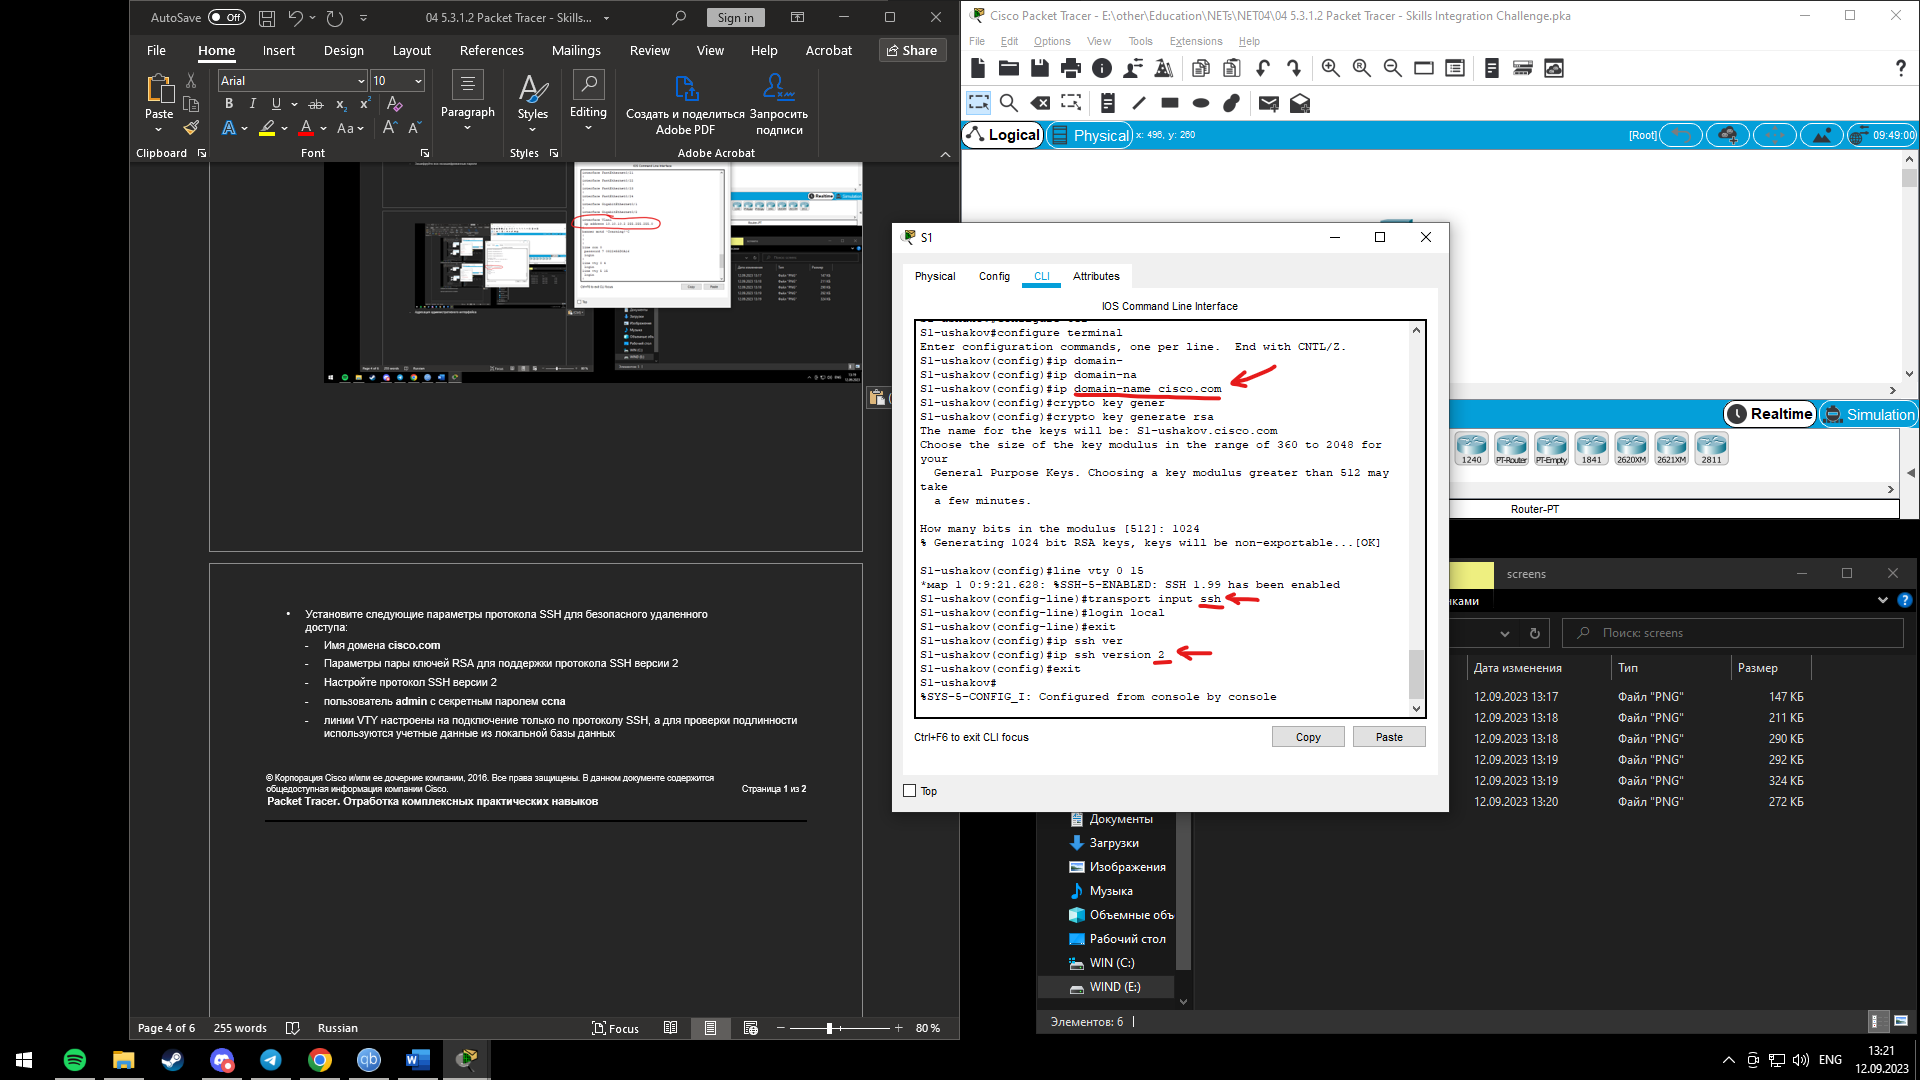 AutoSave Off 04 5.3.1.2 Packet Tracer - Skills... Sign in
File Home Insert Design Layout References Mailings Review View Help Acrobat Share
Arial 10
Paste Paragraph Styles Editing Создать и поделиться Adobe PDF Запросить подписи
Clipboard Font Styles Adobe Acrobat
• Установите следующие параметры протокола SSH для безопасного удаленного
доступа:
- Имя домена cisco.com
- Параметры пары ключей RSA для поддержки протокола SSH версии 2
- Настройте протокол SSH версии 2
- пользователь admin с секретным паролем ccna
- линии VTY настроены на подключение только по протоколу SSH, а для проверки подлинности
используются учетные данные из локальной базы данных
© Корпорация Cisco и/или ее дочерние компании, 2016. Все права защищены. В данном документе содержится
общедоступная информация компании Cisco. Страница 1 из 2
Packet Tracer. Отработка комплексных практических навыков
Page 4 of 6 255 words Russian Focus 80 %
Cisco Packet Tracer - E:\other\Education\NETs\NET04\04 5.3.1.2 Packet Tracer - Skills Integration Challenge.pka
File Edit Options View Tools Extensions Help
Logical Physical x: 496, y: 260 [Root] 09:49:00
S1
Physical Config CLI Attributes
IOS Command Line Interface
S1-ushakov#configure terminal
Enter configuration commands, one per line. End with CNTL/Z.
S1-ushakov(config)#ip domain-
S1-ushakov(config)#ip domain-na
S1-ushakov(config)#ip domain-name cisco.com
S1-ushakov(config)#crypto key gener
S1-ushakov(config)#crypto key generate rsa
The name for the keys will be: S1-ushakov.cisco.com
Choose the size of the key modulus in the range of 360 to 2048 for
your
General Purpose Keys. Choosing a key modulus greater than 512 may
take
a few minutes.
How many bits in the modulus [512]: 1024
% Generating 1024 bit RSA keys, keys will be non-exportable...[OK]
S1-ushakov(config)#line vty 0 15
*мар 1 0:9:21.628: %SSH-5-ENABLED: SSH 1.99 has been enabled
S1-ushakov(config-line)#transport input ssh
S1-ushakov(config-line)#login local
S1-ushakov(config-line)#exit
S1-ushakov(config)#ip ssh ver
S1-ushakov(config)#ip ssh version 2
S1-ushakov(config)#exit
S1-ushakov#
%SYS-5-CONFIG_I: Configured from console by console
Ctrl+F6 to exit CLI focus Copy Paste
Top
Realtime Simulation
1240 PT-Router PT-Empty 1841 2620XM 2621XM 2811
Router-PT
screens
нками
Поиск: screens
Дата изменения Тип Размер
12.09.2023 13:17 Файл "PNG" 147 КБ
12.09.2023 13:18 Файл "PNG" 211 КБ
12.09.2023 13:18 Файл "PNG" 290 КБ
12.09.2023 13:19 Файл "PNG" 292 КБ
12.09.2023 13:19 Файл "PNG" 324 КБ
12.09.2023 13:20 Файл "PNG" 272 КБ
Документы
Загрузки
Изображения
Музыка
Объемные объ
Рабочий стол
WIN (C:)
WIND (E:)
Элементов: 6
ENG 13:21
12.09.2023